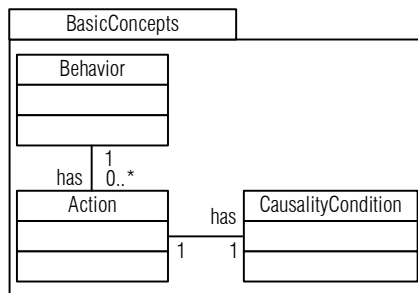 BasicConcepts
Behavior
1
has 0..*
Action
has
CausalityCondition
1
1